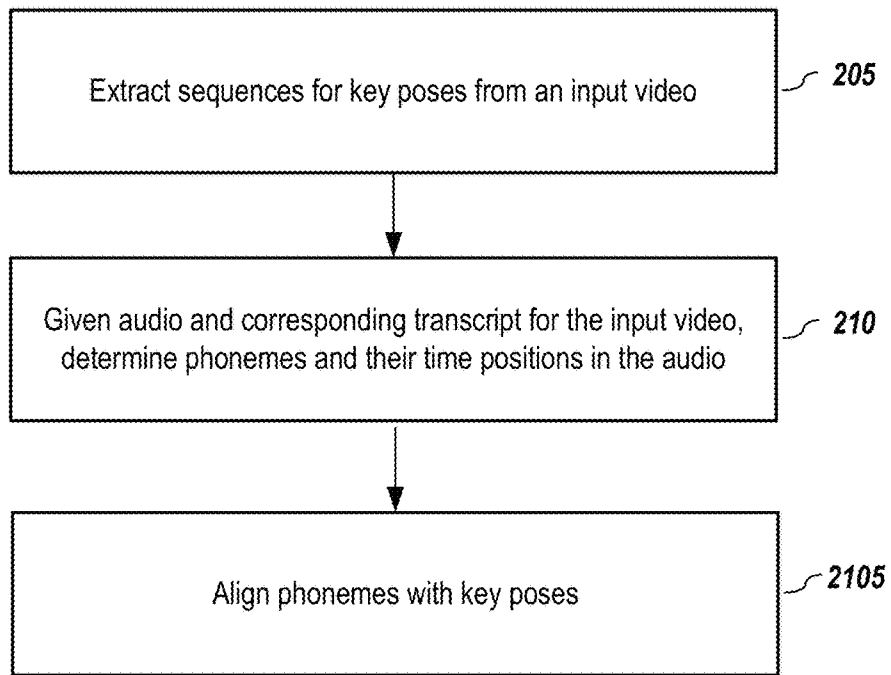 Extract sequences for key poses from an input video
205
Given audio and corresponding transcript for the input video,
determine phonemes and their time positions in the audio
210
Align phonemes with key poses
2105